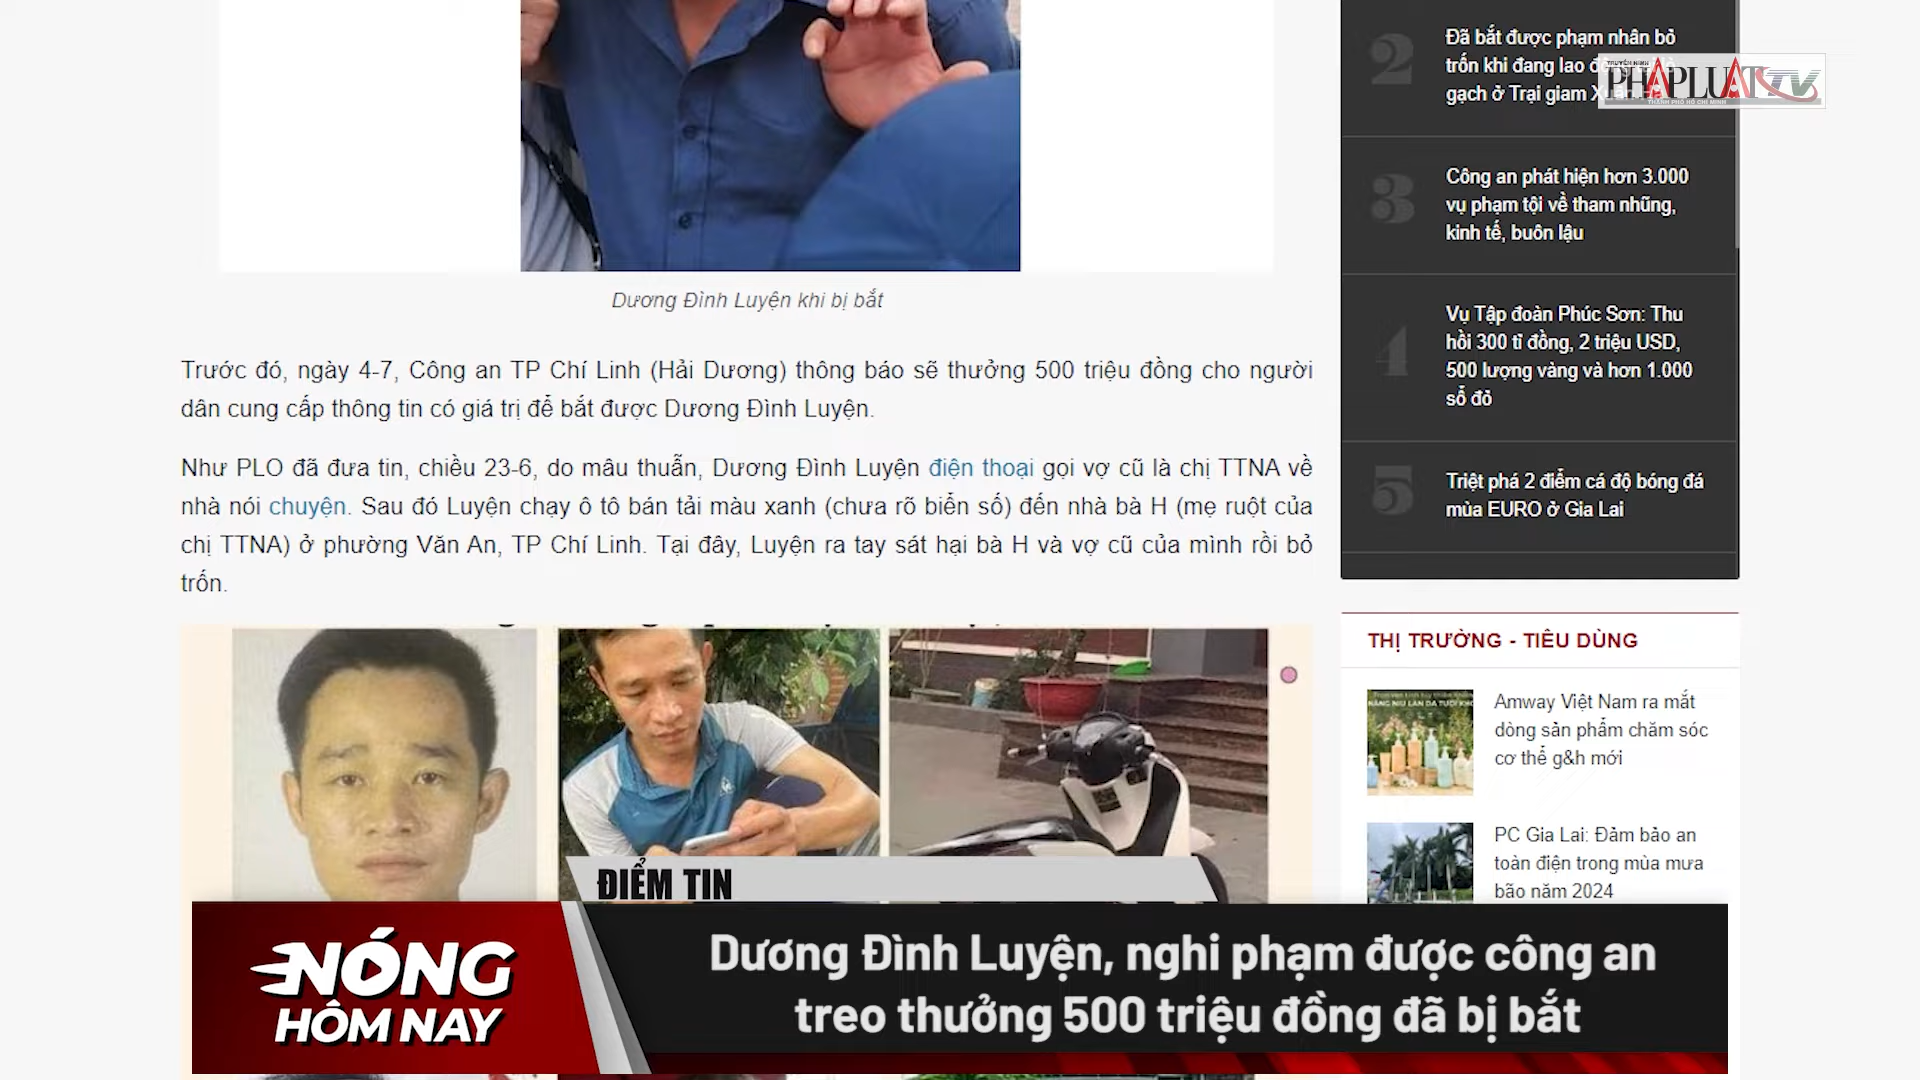 Dương Đình Luyện khi bị bắt
Trước đó, ngày 4-7, Công an TP Chí Linh (Hải Dương) thông báo sẽ thưởng 500 triệu đồng cho người
dân cung cấp thông tin có giá trị để bắt được Dương Đình Luyện.
Như PLO đã đưa tin, chiều 23-6, do mâu thuẫn, Dương Đình Luyện điện thoại gọi vợ cũ là chị TTNA về
nhà nói chuyện. Sau đó Luyện chạy ô tô bán tải màu xanh (chưa rõ biển số) đến nhà bà H (mẹ ruột của
chị TTNA) ở phường Văn An, TP Chí Linh. Tại đây, Luyện ra tay sát hại bà H và vợ cũ của mình rồi bỏ
trốn.
2
Đã bắt được phạm nhân bỏ
trốn khi đang lao
gạch ở Trại giam
TRUYỀN HÌNH
PHÁP LUẬT TV
THÀNH PHỐ HỒ CHÍ MINH
3
Công an phát hiện hơn 3.000
vụ phạm tội về tham nhũng,
kinh tế, buôn lậu
4
Vụ Tập đoàn Phúc Sơn: Thu
hồi 300 tỉ đồng, 2 triệu USD,
500 lượng vàng và hơn 1.000
sổ đỏ
5
Triệt phá 2 điểm cá độ bóng đá
mùa EURO ở Gia Lai
THỊ TRƯỜNG - TIÊU DÙNG
Amway Việt Nam ra mắt
dòng sản phẩm chăm sóc
cơ thể g&h mới
PC Gia Lai: Đảm bảo an
toàn điện trong mùa mưa
bão năm 2024
ĐIỂM TIN
NÓNG
HÔM NAY
Dương Đình Luyện, nghi phạm được công an
treo thưởng 500 triệu đồng đã bị bắt